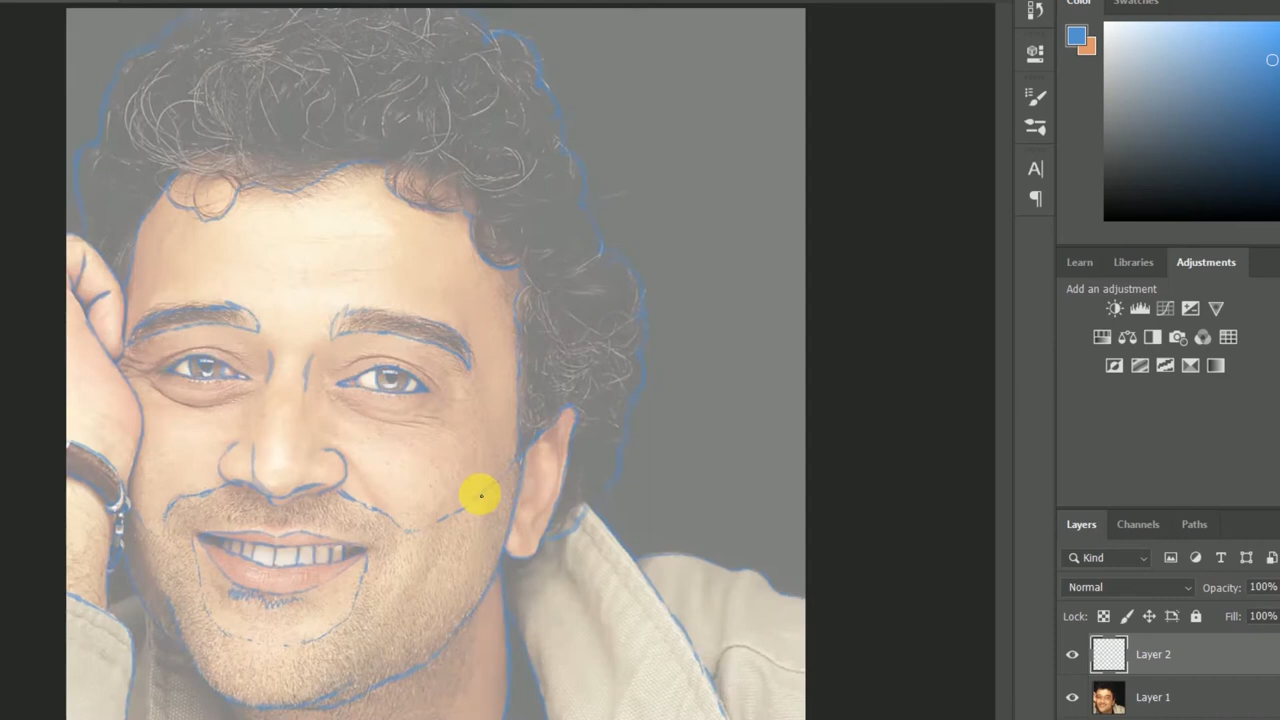 Color Swatches
Learn Libraries Adjustments
Add an adjustment
Layers Channels Paths
Kind
Normal Opacity: 100%
Lock: Fill: 100%
Layer 2
Layer 1